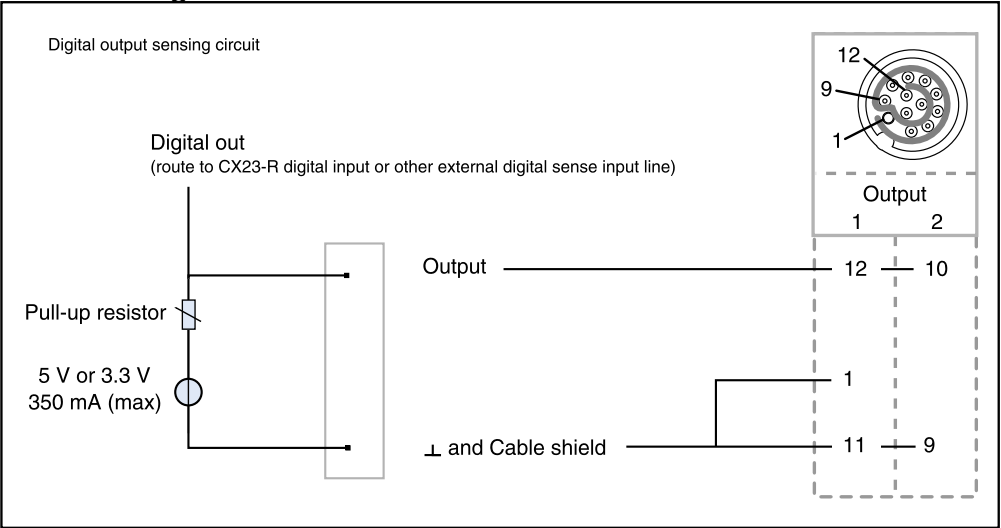 Digital output sensing circuit
12
9
1
Digital out
(route to CX23-R digital input or other external digital sense input line)
Output
1 2
Output 12 10
Pull-up resistor
5 V or 3.3 V
350 mA (max)
1
⊥ and Cable shield 11 9